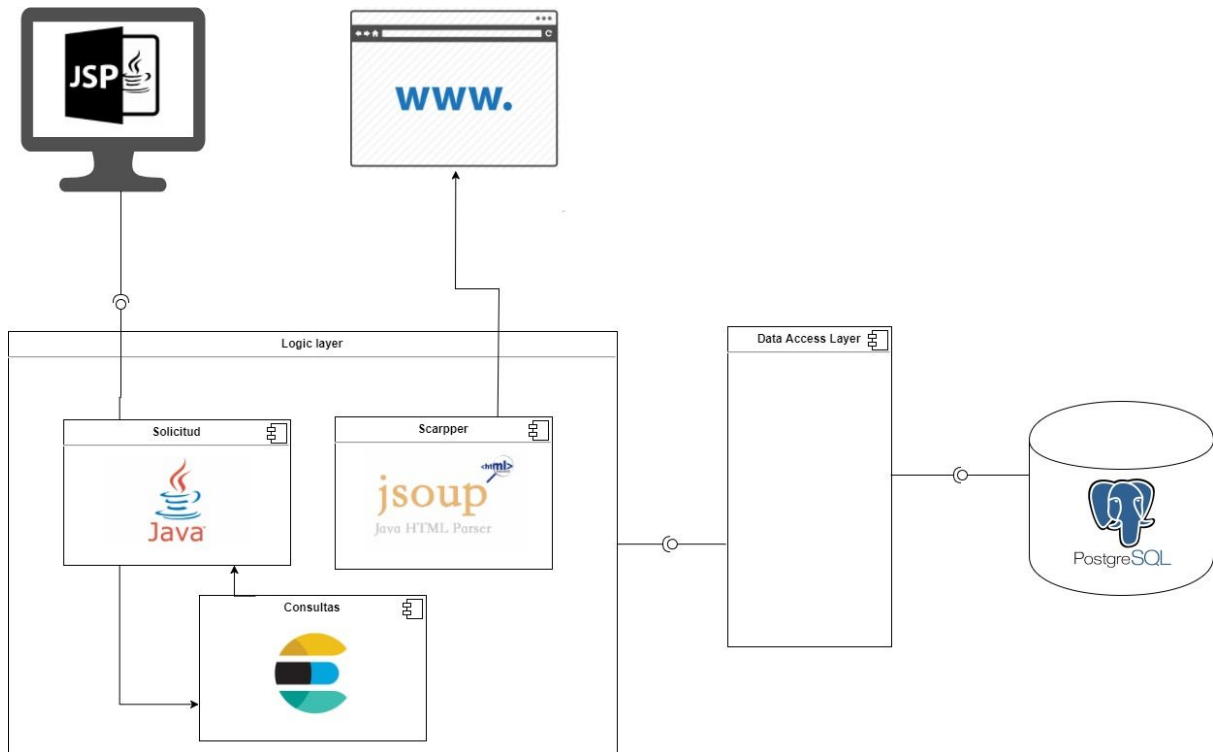 JSP
www.
Logic layer
Data Access Layer
Solicitud
Scarpper
Java
<html>
jsoup
Java HTML Parser
PostgreSQL
Consultas